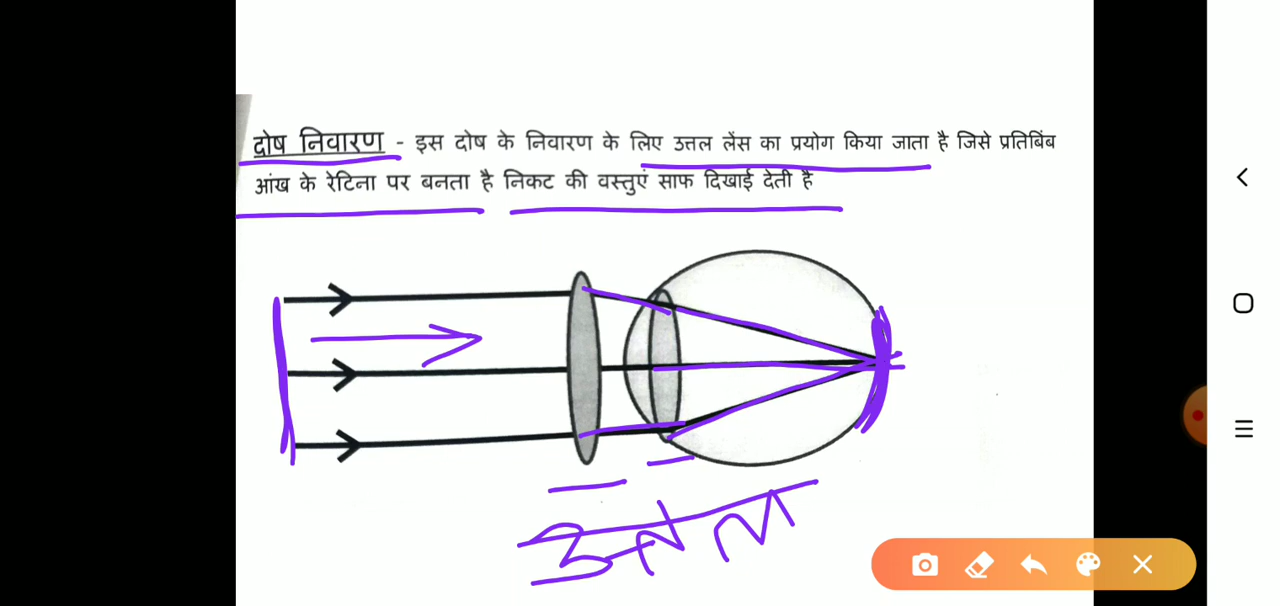 दोष निवारण - इस दोष के निवारण के लिए उत्तल लेंस का प्रयोग किया जाता है जिसे प्रतिबिंब
आंख के रेटिना पर बनता है निकट की वस्तुएं साफ दिखाई देती है
उत्तल